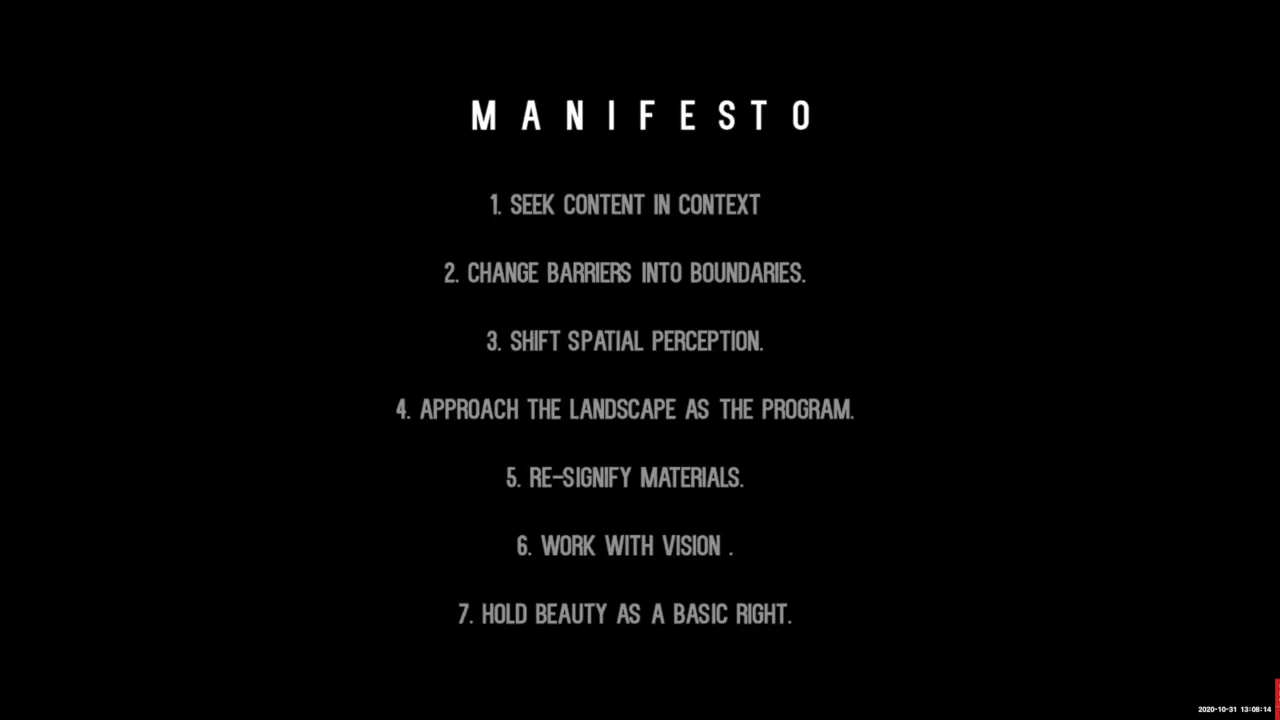 MANIFESTO
1. SEEK CONTENT IN CONTEXT
2. CHANGE BARRIERS INTO BOUNDARIES.
3. SHIFT SPATIAL PERCEPTION.
4. APPROACH THE LANDSCAPE AS THE PROGRAM.
5. RE-SIGNIFY MATERIALS.
6. WORK WITH VISION .
7. HOLD BEAUTY AS A BASIC RIGHT.
2020-10-31 13:08:14